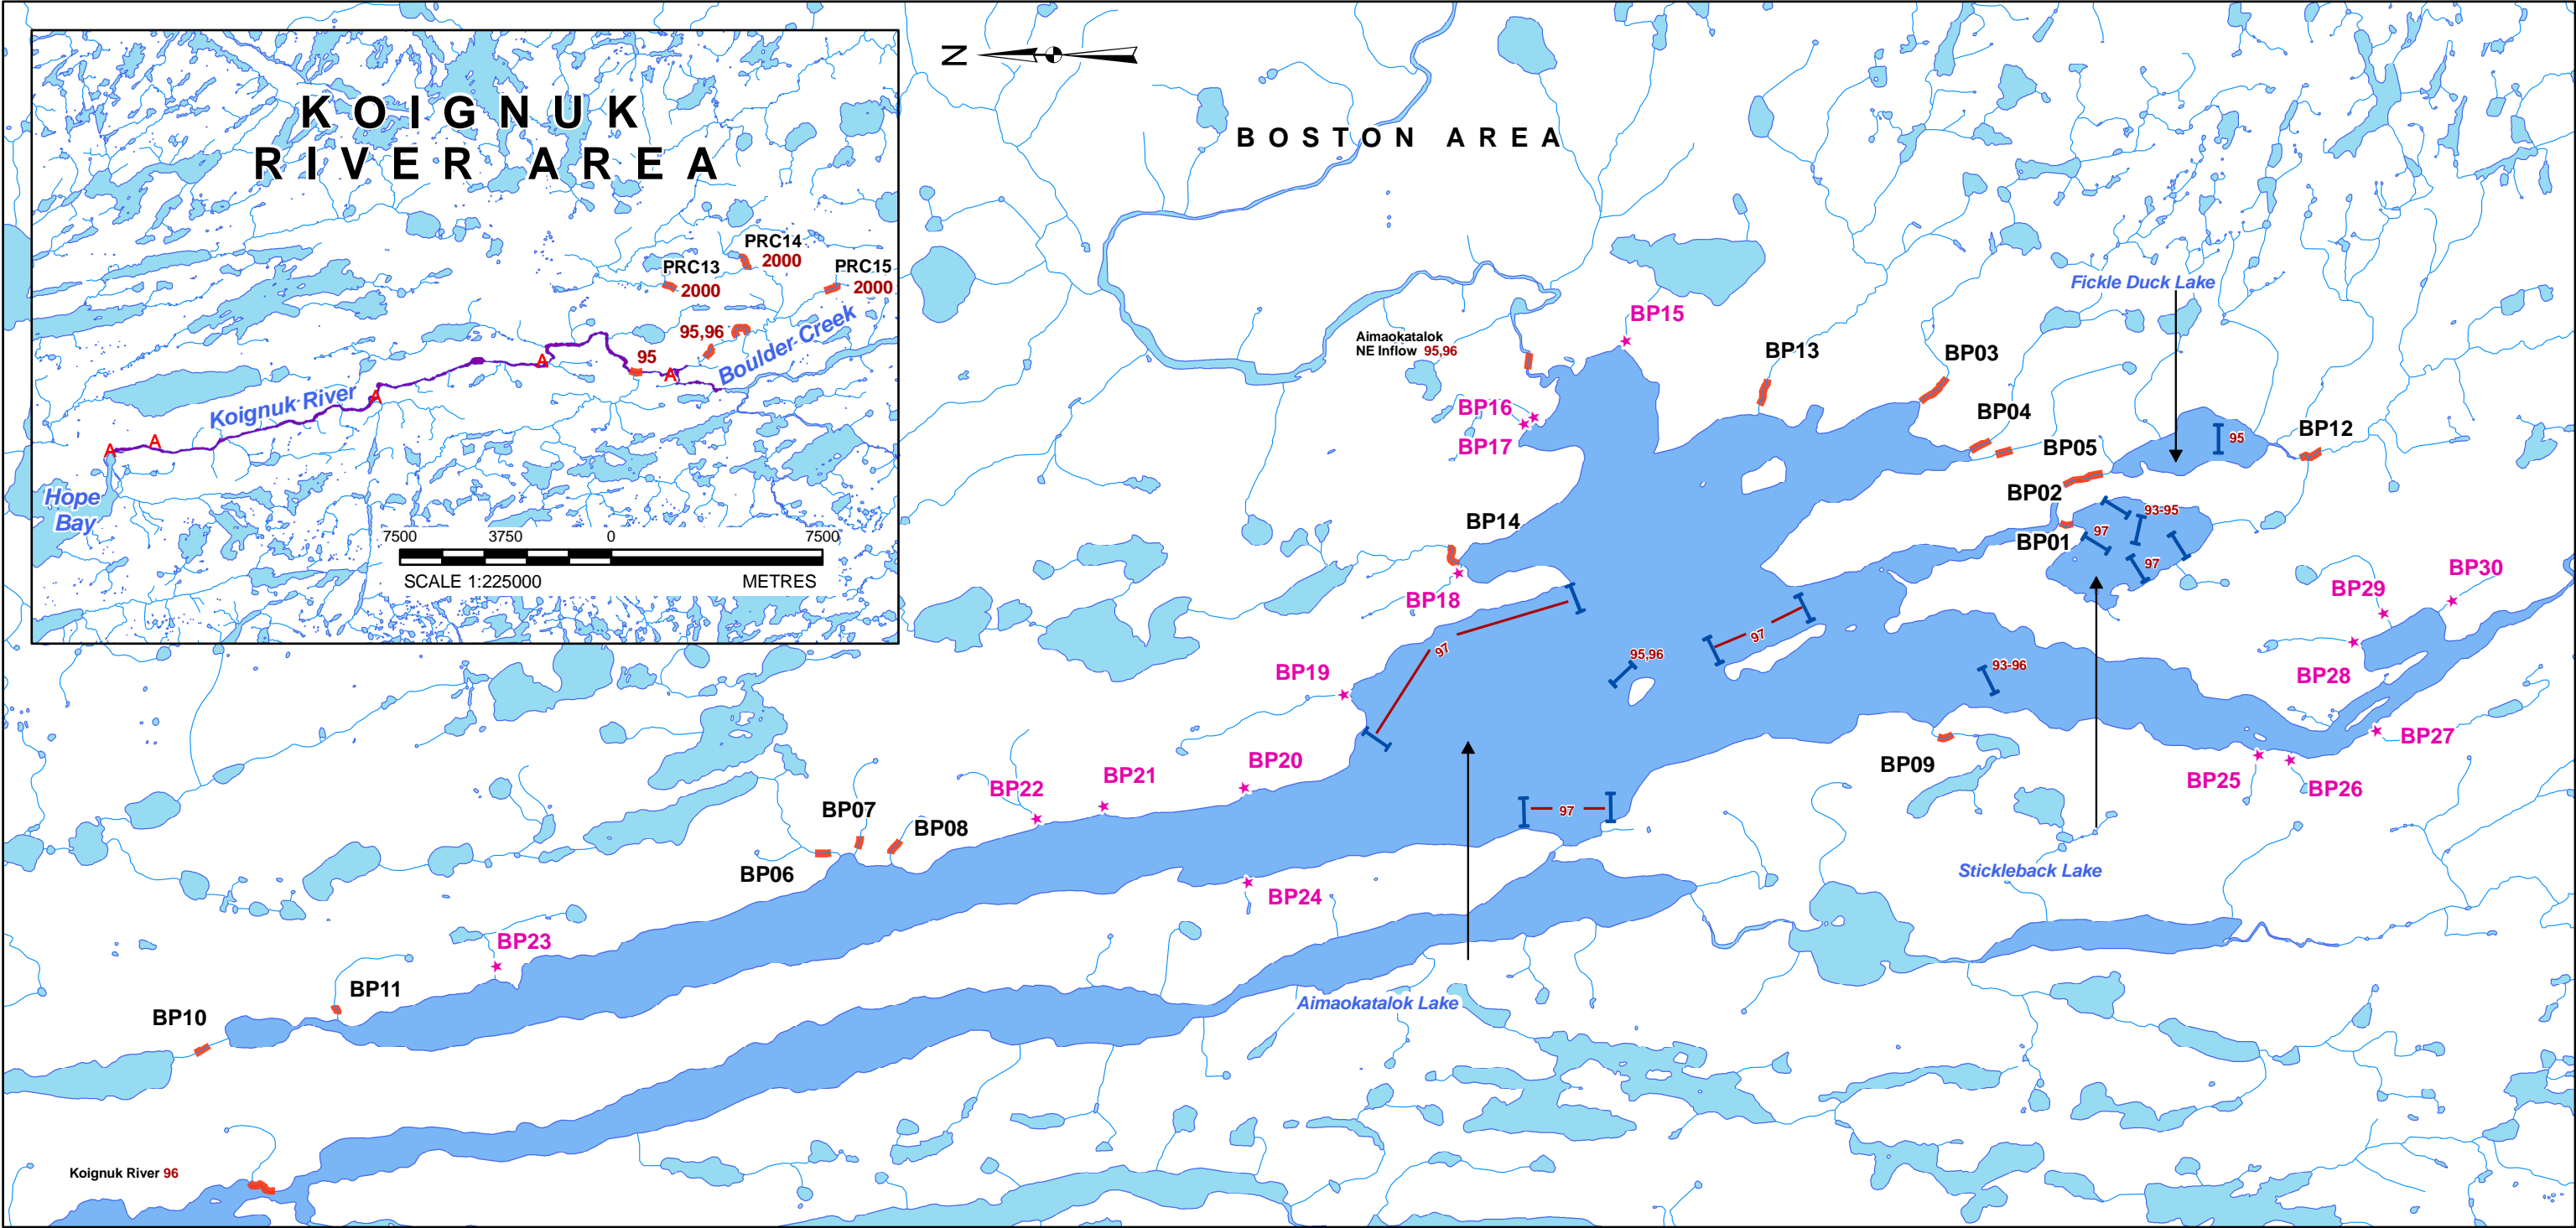 KOIGNUK
RIVER AREA
PRC14
2000
PRC13
2000
PRC15
2000
95,96
95
A
A
A
A
A
Boulder Creek
Koignuk River
Hope
Bay
7500 3750 0 7500
SCALE 1:225000 METRES
N
BOSTON AREA
Fickle Duck Lake
Aimaokatalok
NE Inflow 95,96
BP15
BP13
BP03
BP16
BP17
BP04
BP05
95
BP12
BP02
93-95
BP14
BP01
97
97
BP18
BP29
BP30
97
97
95,96
93-96
BP28
BP19
BP27
BP20
BP21
BP22
BP09
BP25
BP26
BP07
BP08
97
BP06
BP24
Stickleback Lake
BP23
BP11
Aimaokatalok Lake
BP10
Koignuk River 96